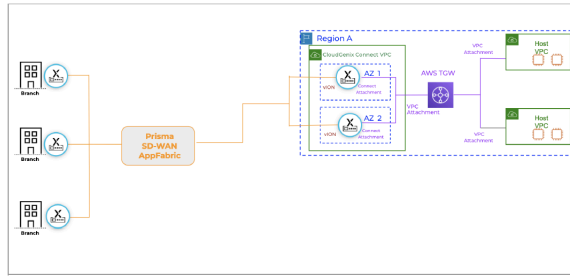 Branch
Branch
Branch
Prisma
SD-WAN
AppFabric
Region A
CloudGenix Connect VPC
AZ 1
Connect
Attachment
vION
AZ 2
Connect
Attachment
vION
VPC
Attachment
AWS TGW
VPC
Attachment
VPC
Attachment
Host
VPC
Host
VPC